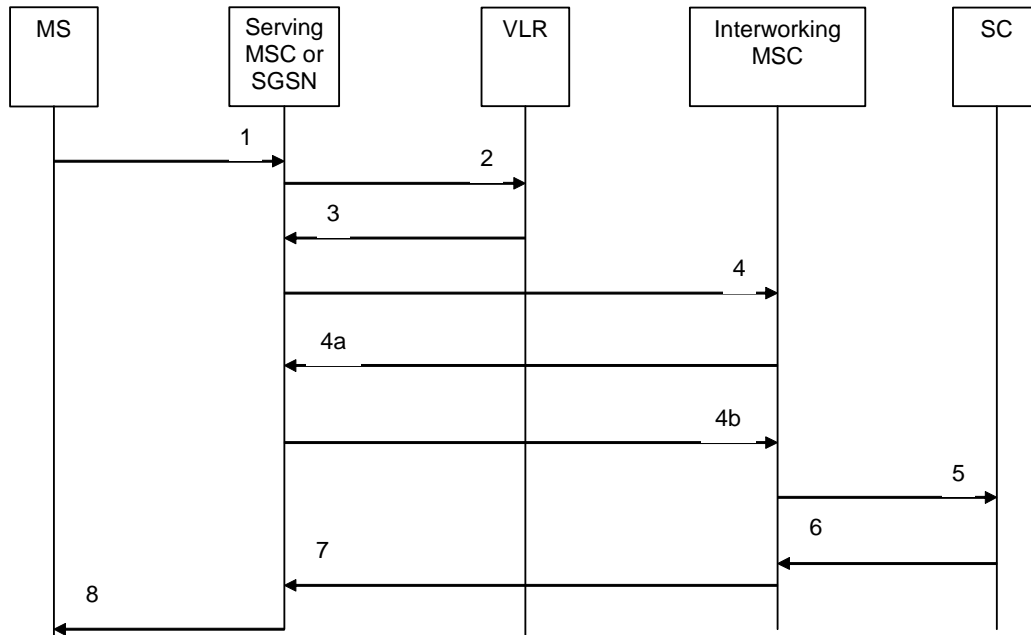 MS
Serving
MSC or
SGSN
VLR
Interworking
MSC
SC
1
2
3
4
4a
4b
5
6
7
8